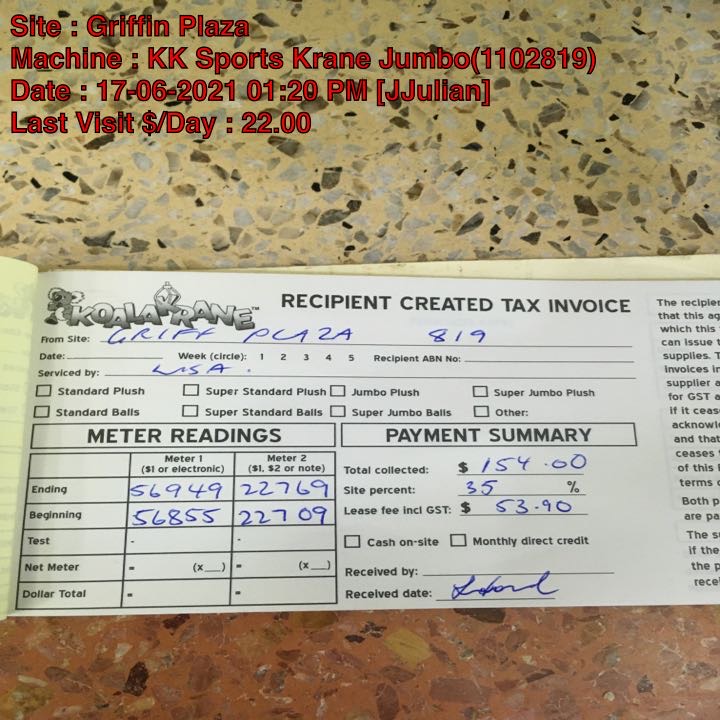 Site : Griffin Plaza
Machine : KK Sports Krane Jumbo(1102819)
Date : 17-06-2021 01:20 PM [JJulian]
Last Visit $/Day : 22.00
KOALA KRANE™ RECIPIENT CREATED TAX INVOICE
From Site: GRIFF PLAZA 819
Date: Week (circle): 1 2 3 4 5 Recipient ABN No:
Serviced by: LISA .
Standard Plush Super Standard Plush Jumbo Plush Super Jumbo Plush
Standard Balls Super Standard Balls Super Jumbo Balls Other:
METER READINGS
Meter 1 ($1 or electronic) Meter 2 ($1, $2 or note)
Ending 56949 22769
Beginning 56855 22709
Test - -
Net Meter = (x__) = (x__)
Dollar Total = =
PAYMENT SUMMARY
Total collected: $ 154.00
Site percent: 35 %
Lease fee incl GST: $ 53.90
Cash on-site Monthly direct credit
Received by:
Received date:
The recipien
that this ag
which this
can issue t
supplies. T
invoices in
supplier a
for GST a
if it ceas
acknowl
and that
ceases
of this
terms o
Both p
are pa
The su
if the
the p
rece